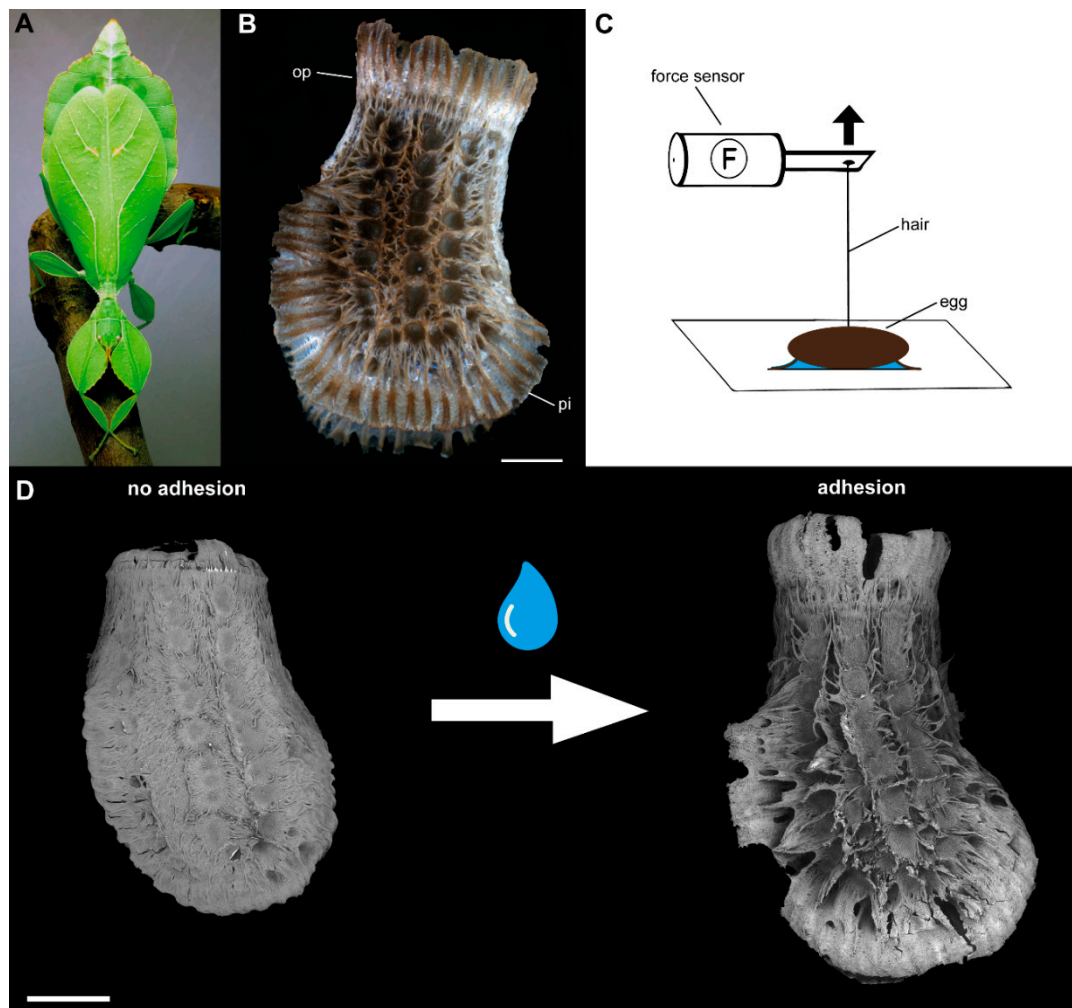 A
B
C
op
pi
force sensor
F
hair
egg
D
no adhesion
adhesion